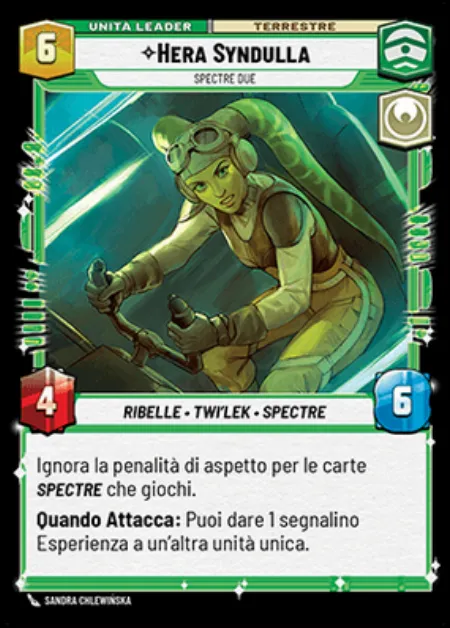 UNITÀ LEADER TERRESTRE
6 ✧HERA SYNDULLA
SPECTRE DUE
4 RIBELLE • TWI'LEK • SPECTRE 6
Ignora la penalità di aspetto per le carte
SPECTRE che giochi.
Quando Attacca: Puoi dare 1 segnalino
Esperienza a un'altra unità unica.
SANDRA CHLEWIŃSKA